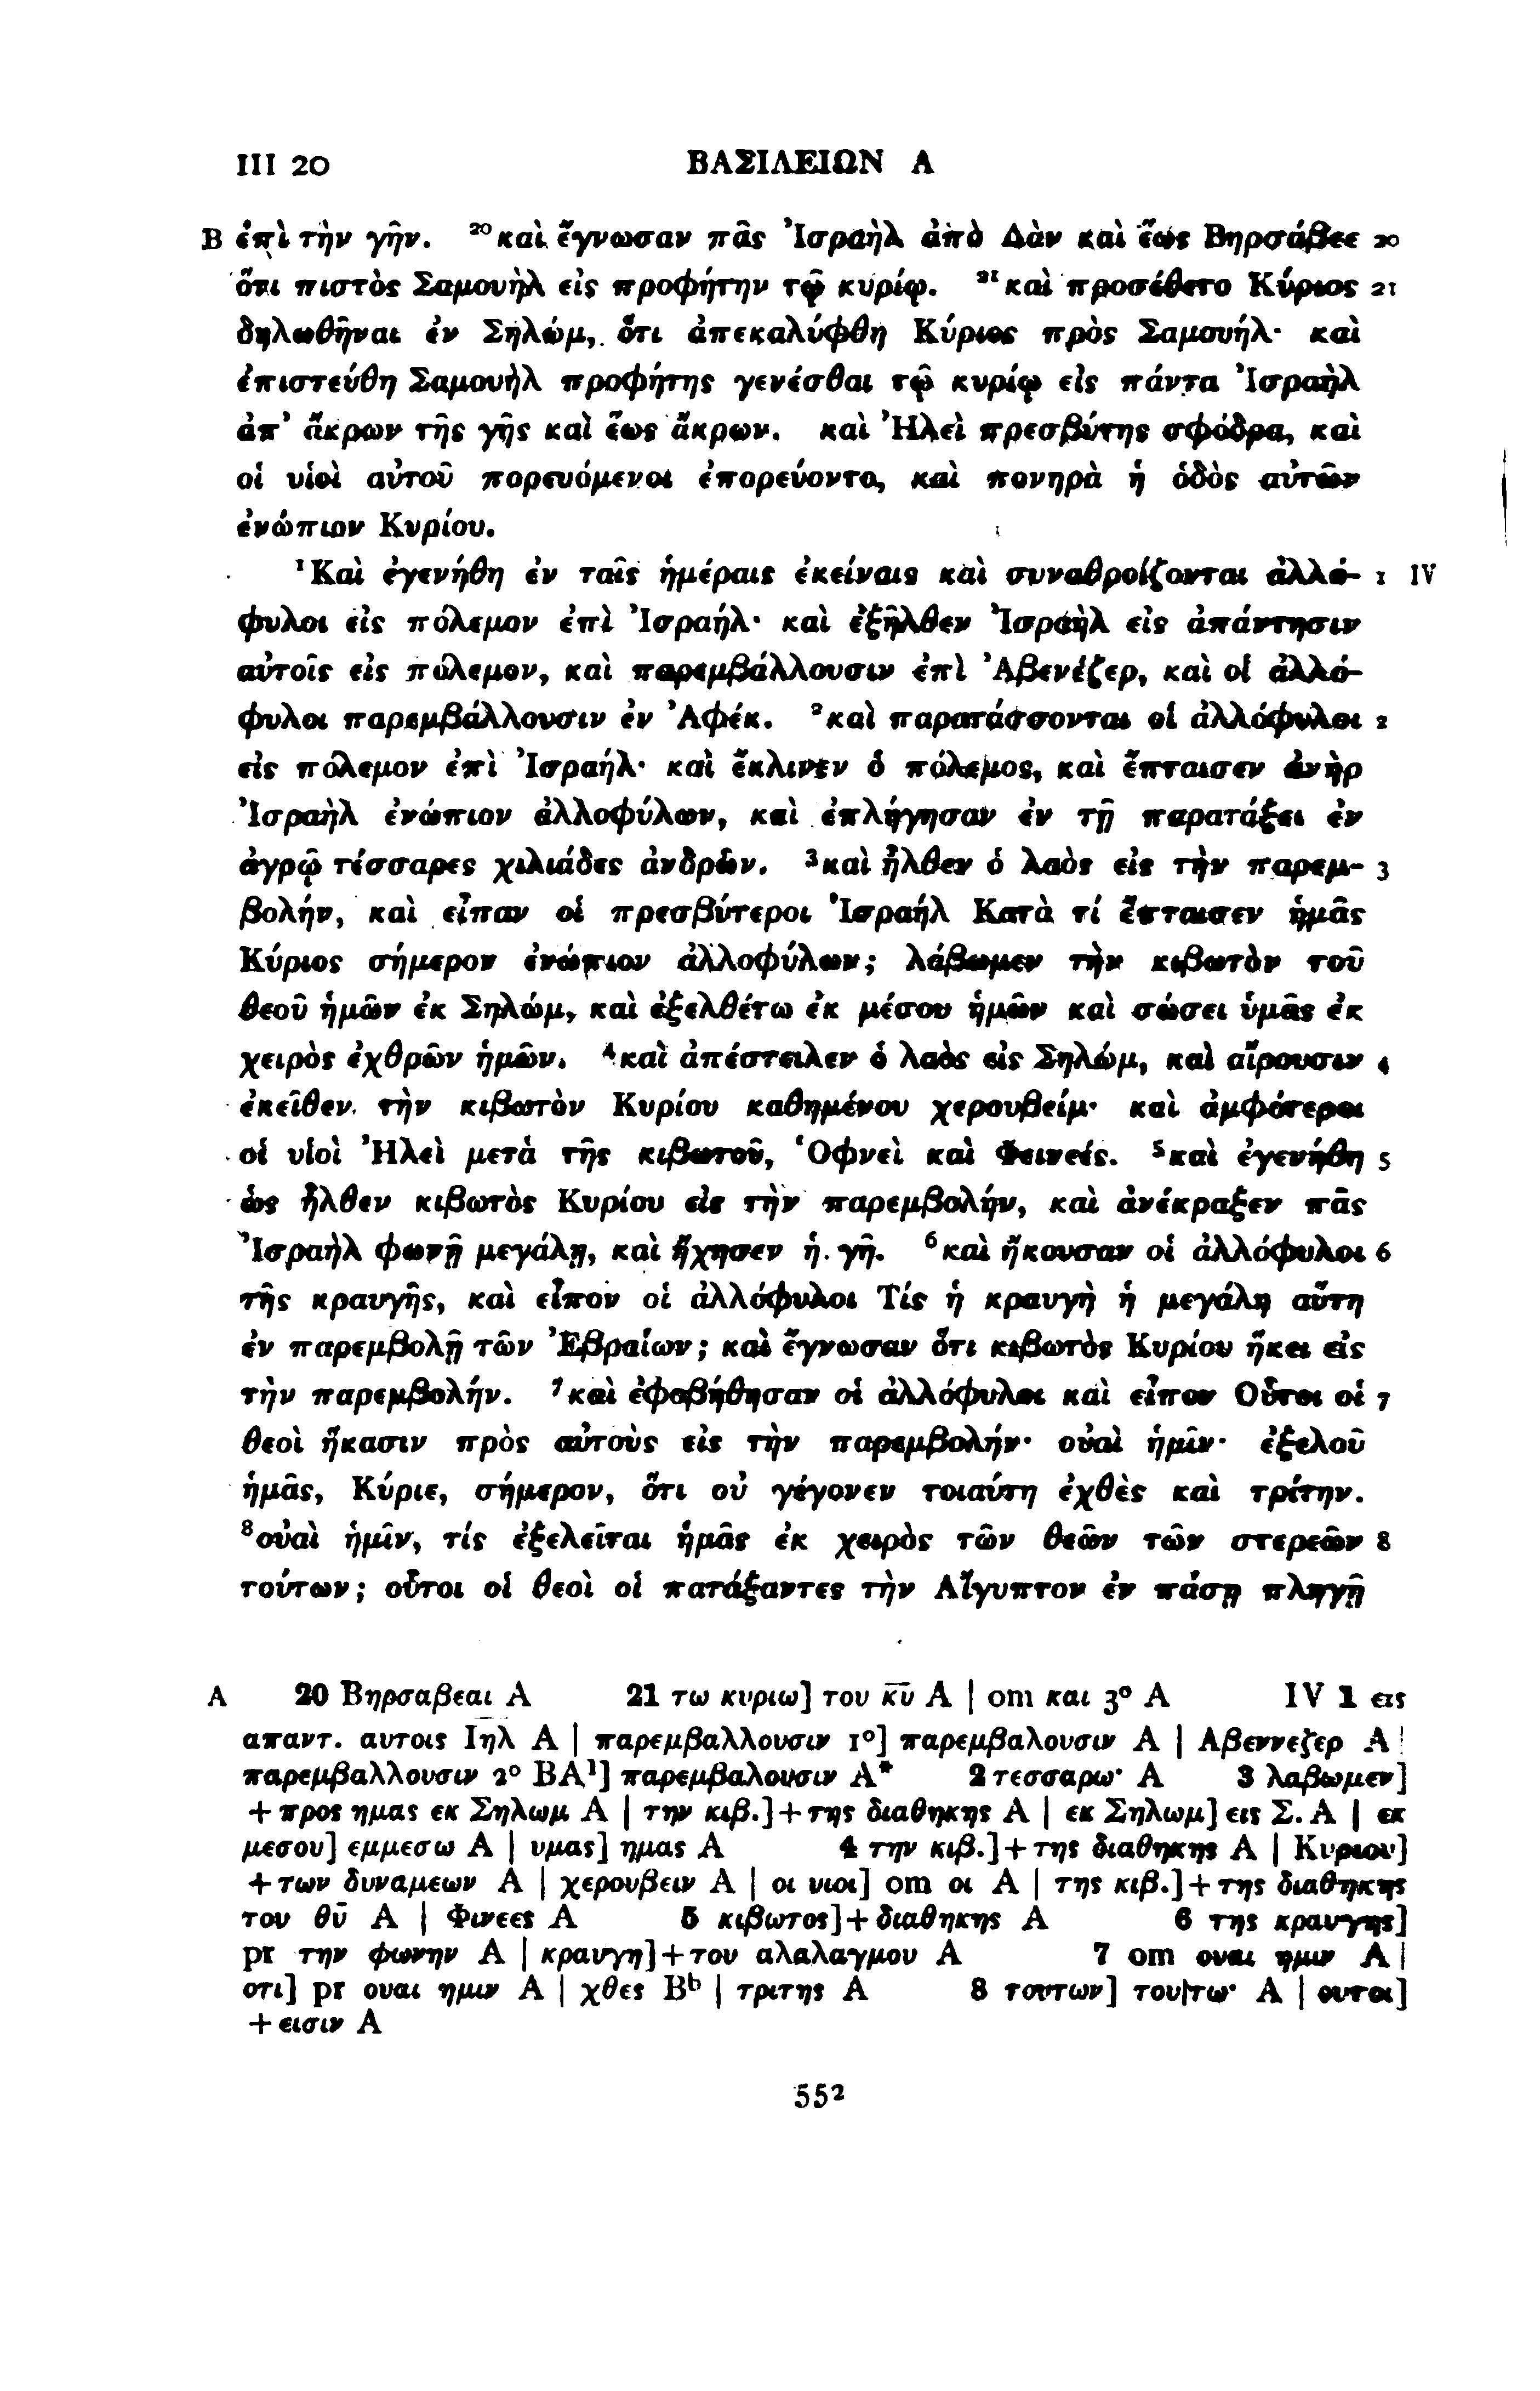 III 20 ΒΑΣΙΛΕΙΩΝ Α
B ἐπὶ τὴν γῆν. ²⁰καὶ ἔγνωσαν πᾶς Ἰσραὴλ ἀπὸ Δὰν καὶ ἕως Βηρσάβεε 20
ὅτι πιστὸς Σαμουὴλ εἰς προφήτην τῷ κυρίῳ. ²¹καὶ προσέθετο Κύριος 21
δηλωθῆναι ἐν Σηλώμ, ὅτι ἀπεκαλύφθη Κύριος πρὸς Σαμουήλ· καὶ
ἐπιστεύθη Σαμουὴλ προφήτης γενέσθαι τῷ κυρίῳ εἰς πάντα Ἰσραὴλ
ἀπ’ ἄκρων τῆς γῆς καὶ ἕως ἄκρων. καὶ Ἡλεὶ πρεσβύτης σφόδρα, καὶ
οἱ υἱοὶ αὐτοῦ πορευόμενοι ἐπορεύοντο, καὶ πονηρὰ ἡ ὁδὸς αὐτῶν
ἐνώπιον Κυρίου.
¹Καὶ ἐγενήθη ἐν ταῖς ἡμέραις ἐκείναις καὶ συναθροίζονται ἀλλό- 1 IV
φυλοι εἰς πόλεμον ἐπὶ Ἰσραήλ· καὶ ἐξῆλθεν Ἰσραὴλ εἰς ἀπάντησιν
αὐτοῖς εἰς πόλεμον, καὶ παρεμβάλλουσιν ἐπὶ Ἀβενέζερ, καὶ οἱ ἀλλό-
φυλοι παρεμβάλλουσιν ἐν Ἀφέκ. ²καὶ παρατάσσονται οἱ ἀλλόφυλοι 2
εἰς πόλεμον ἐπὶ Ἰσραήλ· καὶ ἔκλινεν ὁ πόλεμος, καὶ ἔπταισεν ἀνὴρ
Ἰσραὴλ ἐνώπιον ἀλλοφύλων, καὶ ἐπλήγησαν ἐν τῇ παρατάξει ἐν
ἀγρῷ τέσσαρες χιλιάδες ἀνδρῶν. ³καὶ ἦλθεν ὁ λαὸς εἰς τὴν παρεμ- 3
βολήν, καὶ εἶπαν οἱ πρεσβύτεροι Ἰσραήλ Κατὰ τί ἔπταισεν ἡμᾶς
Κύριος σήμερον ἐνώπιον ἀλλοφύλων; λάβωμεν τὴν κιβωτὸν τοῦ
θεοῦ ἡμῶν ἐκ Σηλώμ, καὶ ἐξελθέτω ἐκ μέσου ἡμῶν καὶ σώσει ὑμᾶς ἐκ
χειρὸς ἐχθρῶν ἡμῶν. ⁴καὶ ἀπέστειλεν ὁ λαὸς εἰς Σηλώμ, καὶ αἴρουσιν 4
ἐκεῖθεν τὴν κιβωτὸν Κυρίου καθημένου χερουβείμ· καὶ ἀμφότεροι
οἱ υἱοὶ Ἡλεὶ μετὰ τῆς κιβωτοῦ, Ὀφνεὶ καὶ Φεινεές. ⁵καὶ ἐγενήθη 5
ὡς ἦλθεν κιβωτὸς Κυρίου εἰς τὴν παρεμβολήν, καὶ ἀνέκραξεν πᾶς
Ἰσραὴλ φωνῇ μεγάλῃ, καὶ ἤχησεν ἡ γῆ. ⁶καὶ ἤκουσαν οἱ ἀλλόφυλοι 6
τῆς κραυγῆς, καὶ εἶπον οἱ ἀλλόφυλοι Τίς ἡ κραυγὴ ἡ μεγάλη αὕτη
ἐν παρεμβολῇ τῶν Ἐβραίων; καὶ ἔγνωσαν ὅτι κιβωτὸς Κυρίου ἥκει εἰς
τὴν παρεμβολήν. ⁷καὶ ἐφοβήθησαν οἱ ἀλλόφυλοι καὶ εἶπον Οὗτοι οἱ 7
θεοὶ ἥκασιν πρὸς αὐτοὺς εἰς τὴν παρεμβολήν· οὐαὶ ἡμῖν· ἐξελοῦ
ἡμᾶς, Κύριε, σήμερον, ὅτι οὐ γέγονεν τοιαύτη ἐχθὲς καὶ τρίτην.
⁸οὐαὶ ἡμῖν, τίς ἐξελεῖται ἡμᾶς ἐκ χειρὸς τῶν θεῶν τῶν στερεῶν 8
τούτων; οὗτοι οἱ θεοὶ οἱ πατάξαντες τὴν Αἴγυπτον ἐν πάσῃ πληγῇ
A 20 Βηρσαβεαι A 21 τω κυριω] του κ̅υ̅ A | om και 3° A IV 1 εις
απαντ. αυτοις Ι̅η̅λ̅ A | παρεμβαλλουσιν 1°] παρεμβαλουσιν A | Αβεννεζερ A |
παρεμβαλλουσιν 2° BA¹] παρεμβαλουσιν A* 2 τεσσαρω· A 3 λαβωμεν]
+ προς ημας εκ Σηλωμ A | την κιβ.]+της διαθηκης A | εκ Σηλωμ] εις Σ. A | εκ
μεσου] εμμεσω A | υμας] ημας A 4 την κιβ.]+της διαθηκης A | Κυριου]
+των δυναμεων A | χερουβειν A | οι υιοι] om οι A | της κιβ.]+της διαθηκης
του θ̅υ̅ A | Φινεες A 5 κιβωτος]+διαθηκης A 6 της κραυγης]
pr την φωνην A | κραυγη]+του αλαλαγμου A 7 om ουαι ημιν A |
οτι] pr ουαι ημιν A | χθες Bᵇ | τριτης A 8 τουτων] του|τω· A | ουτοι]
+εισιν A
552